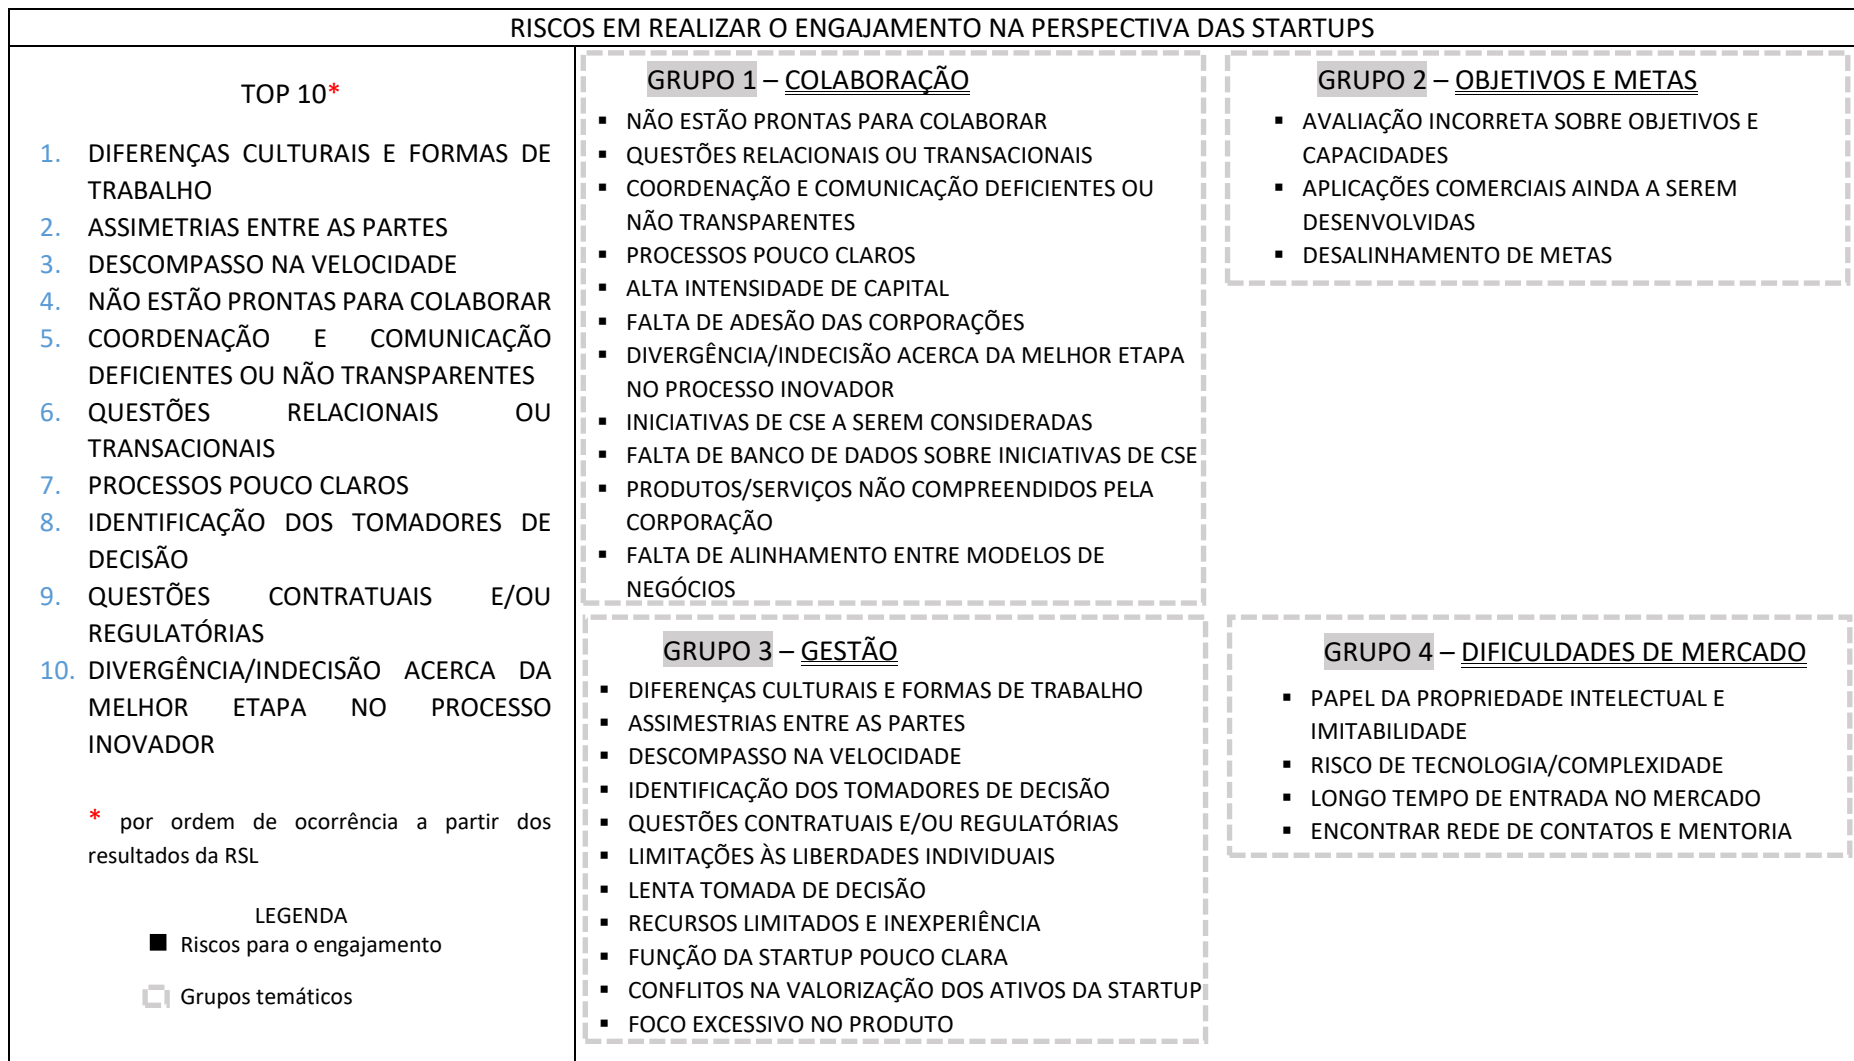 RISCOS EM REALIZAR O ENGAJAMENTO NA PERSPECTIVA DAS STARTUPS
TOP 10*
1. DIFERENÇAS CULTURAIS E FORMAS DE
TRABALHO
2. ASSIMETRIAS ENTRE AS PARTES
3. DESCOMPASSO NA VELOCIDADE
4. NÃO ESTÃO PRONTAS PARA COLABORAR
5. COORDENAÇÃO E COMUNICAÇÃO
DEFICIENTES OU NÃO TRANSPARENTES
6. QUESTÕES RELACIONAIS OU
TRANSACIONAIS
7. PROCESSOS POUCO CLAROS
8. IDENTIFICAÇÃO DOS TOMADORES DE
DECISÃO
9. QUESTÕES CONTRATUAIS E/OU
REGULATÓRIAS
10. DIVERGÊNCIA/INDECISÃO ACERCA DA
MELHOR ETAPA NO PROCESSO
INOVADOR
* por ordem de ocorrência a partir dos
resultados da RSL
LEGENDA
■ Riscos para o engajamento
Grupos temáticos
GRUPO 1 – COLABORAÇÃO
▪ NÃO ESTÃO PRONTAS PARA COLABORAR
▪ QUESTÕES RELACIONAIS OU TRANSACIONAIS
▪ COORDENAÇÃO E COMUNICAÇÃO DEFICIENTES OU
NÃO TRANSPARENTES
▪ PROCESSOS POUCO CLAROS
▪ ALTA INTENSIDADE DE CAPITAL
▪ FALTA DE ADESÃO DAS CORPORAÇÕES
▪ DIVERGÊNCIA/INDECISÃO ACERCA DA MELHOR ETAPA
NO PROCESSO INOVADOR
▪ INICIATIVAS DE CSE A SEREM CONSIDERADAS
▪ FALTA DE BANCO DE DADOS SOBRE INICIATIVAS DE CSE
▪ PRODUTOS/SERVIÇOS NÃO COMPREENDIDOS PELA
CORPORAÇÃO
▪ FALTA DE ALINHAMENTO ENTRE MODELOS DE
NEGÓCIOS
GRUPO 2 – OBJETIVOS E METAS
▪ AVALIAÇÃO INCORRETA SOBRE OBJETIVOS E
CAPACIDADES
▪ APLICAÇÕES COMERCIAIS AINDA A SEREM
DESENVOLVIDAS
▪ DESALINHAMENTO DE METAS
GRUPO 3 – GESTÃO
▪ DIFERENÇAS CULTURAIS E FORMAS DE TRABALHO
▪ ASSIMESTRIAS ENTRE AS PARTES
▪ DESCOMPASSO NA VELOCIDADE
▪ IDENTIFICAÇÃO DOS TOMADORES DE DECISÃO
▪ QUESTÕES CONTRATUAIS E/OU REGULATÓRIAS
▪ LIMITAÇÕES ÀS LIBERDADES INDIVIDUAIS
▪ LENTA TOMADA DE DECISÃO
▪ RECURSOS LIMITADOS E INEXPERIÊNCIA
▪ FUNÇÃO DA STARTUP POUCO CLARA
▪ CONFLITOS NA VALORIZAÇÃO DOS ATIVOS DA STARTUP
▪ FOCO EXCESSIVO NO PRODUTO
GRUPO 4 – DIFICULDADES DE MERCADO
▪ PAPEL DA PROPRIEDADE INTELECTUAL E
IMITABILIDADE
▪ RISCO DE TECNOLOGIA/COMPLEXIDADE
▪ LONGO TEMPO DE ENTRADA NO MERCADO
▪ ENCONTRAR REDE DE CONTATOS E MENTORIA